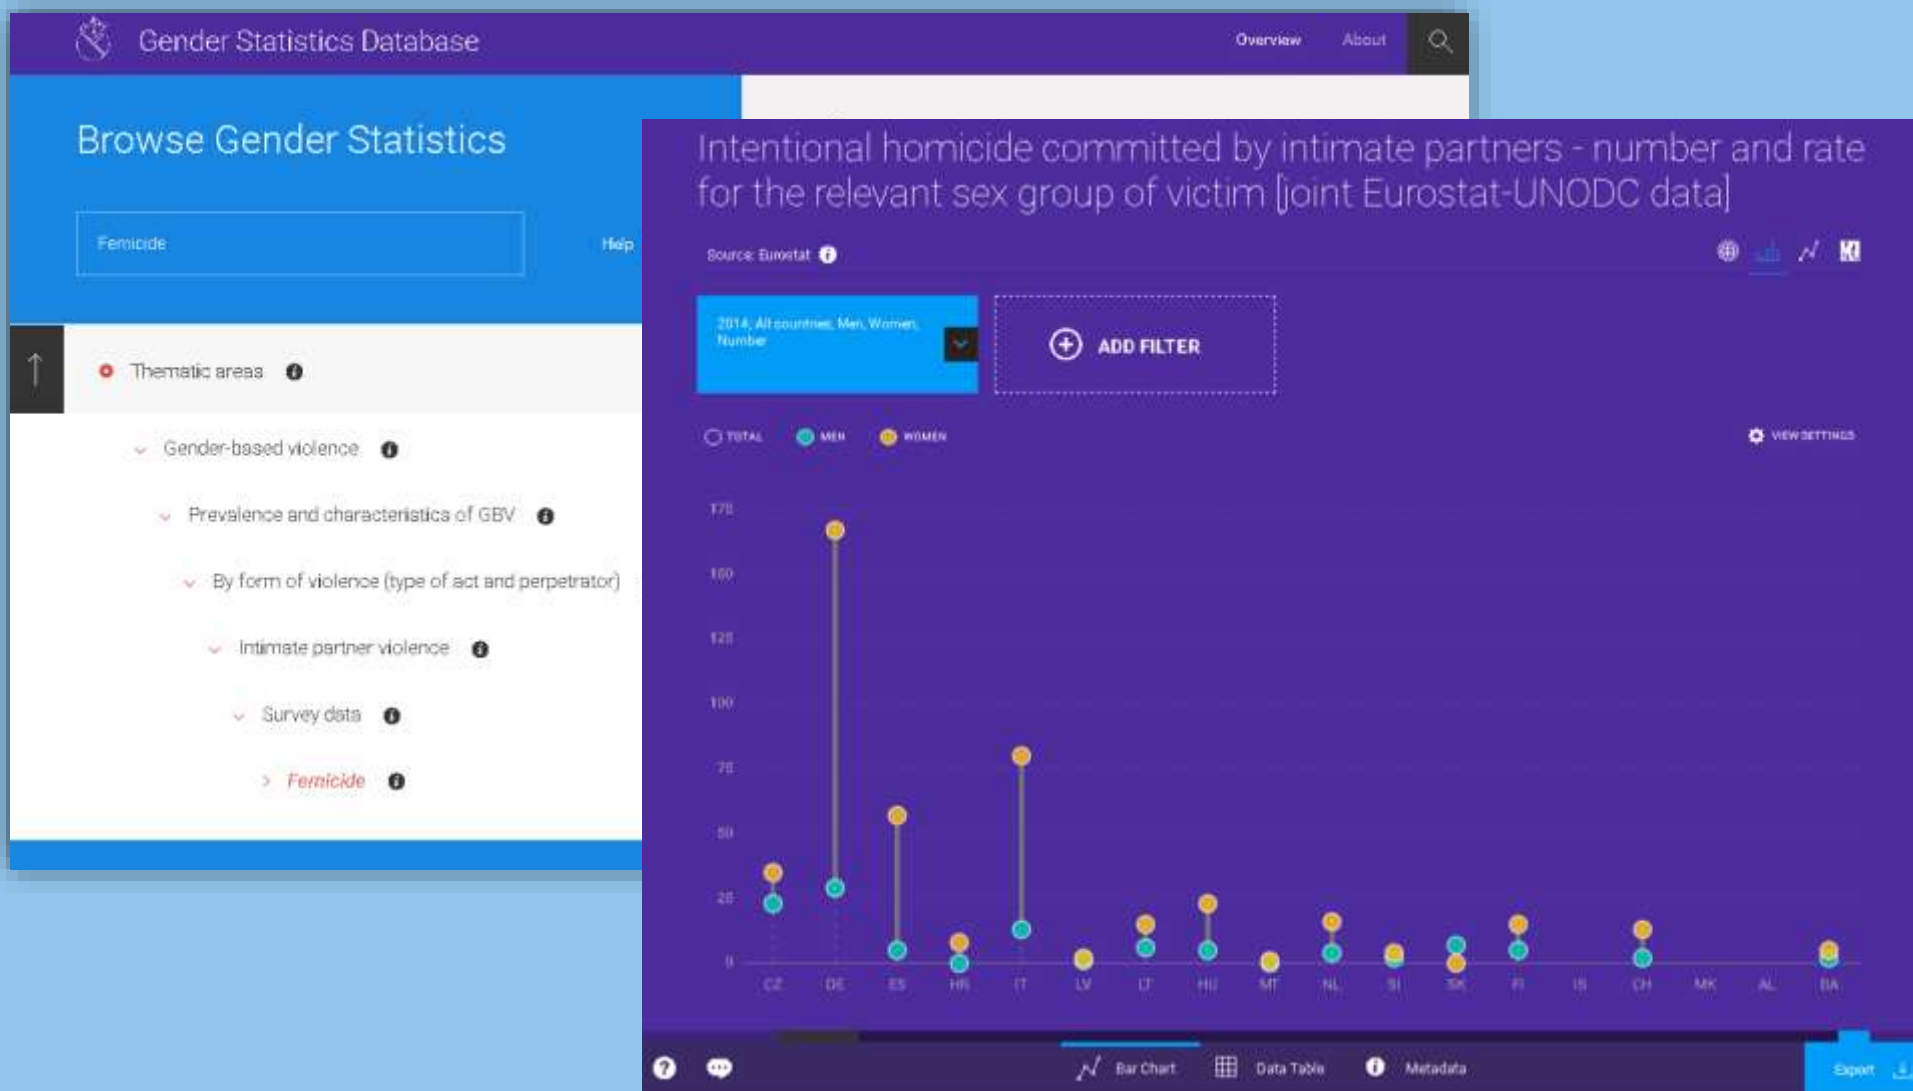 Gender Statistics Database
Overview
About
Browse Gender Statistics
Femicide
Help
Thematic areas
Gender-based violence
Prevalence and characteristics of GBV
By form of violence (type of act and perpetrator)
Intimate partner violence
Survey data
Femicide
Intentional homicide committed by intimate partners - number and rate
for the relevant sex group of victim [joint Eurostat-UNODC data]
Source: Eurostat
2014, All countries, Men, Women,
Number
ADD FILTER
TOTAL
MEN
WOMEN
VIEW SETTINGS
175
150
125
100
75
50
25
0
CZ DE ES HR IT LV LT HU MT NL SI SK FI IS CH MK AL BA
Bar Chart
Data Table
Metadata
Export